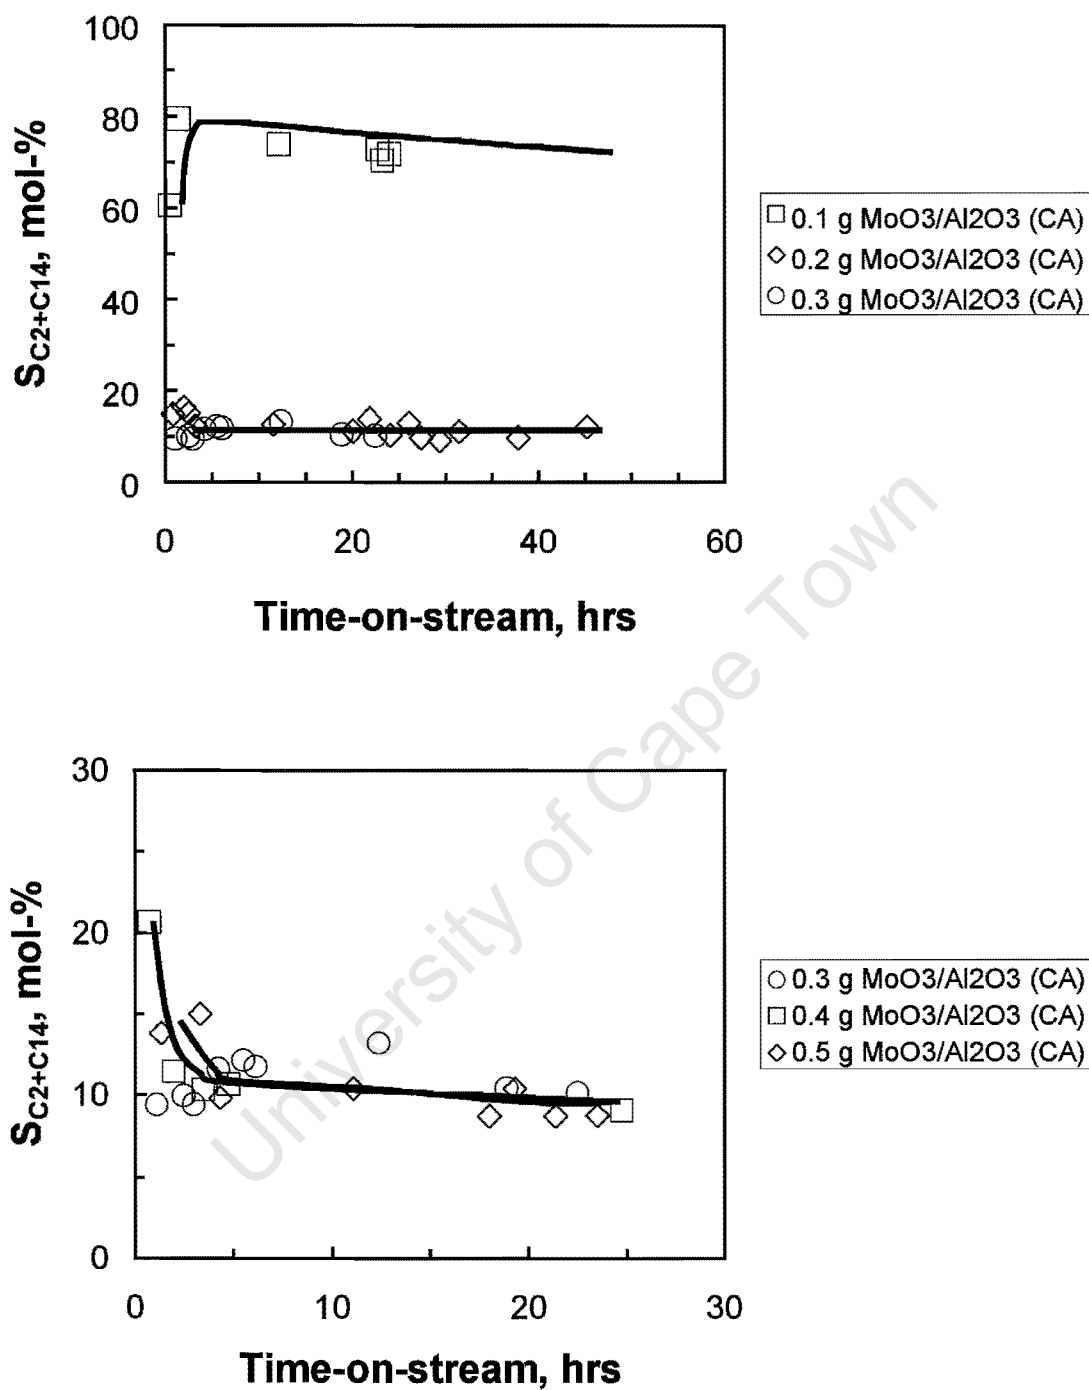 100
80
60
40
20
0
SC2+C14, mol-%
0 20 40 60
Time-on-stream, hrs
0.1 g MoO3/Al2O3 (CA)
0.2 g MoO3/Al2O3 (CA)
0.3 g MoO3/Al2O3 (CA)
30
20
10
0
SC2+C14, mol-%
0 10 20 30
Time-on-stream, hrs
0.3 g MoO3/Al2O3 (CA)
0.4 g MoO3/Al2O3 (CA)
0.5 g MoO3/Al2O3 (CA)
University of Cape Town